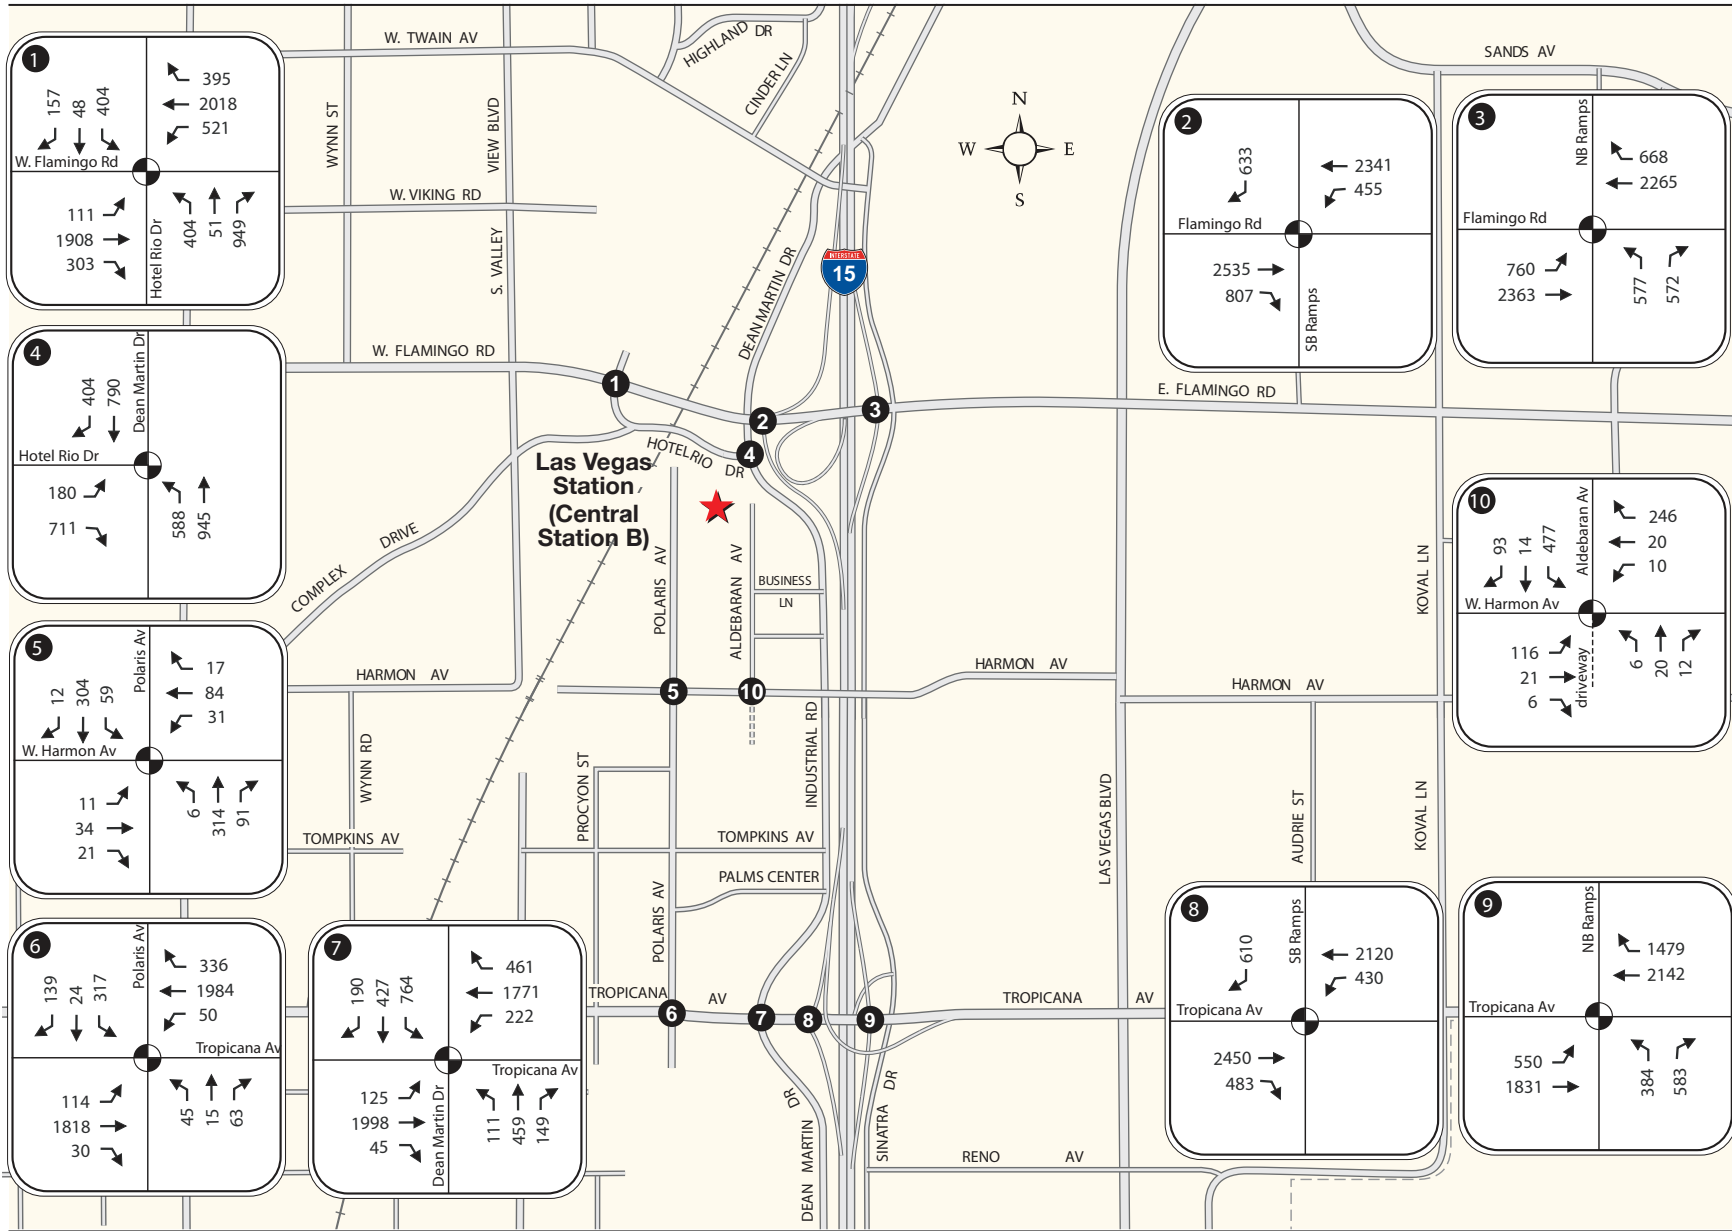 W. TWAIN AV
HIGHLAND DR
CINDER LN
SANDS AV
WYNN ST
S. VALLEY VIEW BLVD
W. VIKING RD
N
W E
S
INTERSTATE
15
DEAN MARTIN DR
W. FLAMINGO RD
E. FLAMINGO RD
1
2
3
4
HOTEL RIO DR
Las Vegas
Station
(Central
Station B)
COMPLEX DRIVE
POLARIS AV
ALDEBARAN AV
BUSINESS
LN
KOVAL LN
HARMON AV
5
10
HARMON AV
HARMON AV
WYNN RD
PROCYON ST
INDUSTRIAL RD
LAS VEGAS BLVD
AUDRIE ST
KOVAL LN
TOMPKINS AV
TOMPKINS AV
PALMS CENTER
POLARIS AV
TROPICANA AV
6
7
8
9
TROPICANA AV
DEAN MARTIN DR
SINATRA DR
RENO AV
1
157
48
404
395
2018
521
W. Flamingo Rd
Hotel Rio Dr
111
1908
303
404
51
949
2
633
2341
455
Flamingo Rd
SB Ramps
2535
807
3
NB Ramps
668
2265
Flamingo Rd
760
2363
577
572
4
404
790
Dean Martin Dr
Hotel Rio Dr
180
711
588
945
5
12
304
59
Polaris Av
17
84
31
W. Harmon Av
11
34
21
6
314
91
6
139
24
317
Polaris Av
336
1984
50
Tropicana Av
114
1818
30
45
15
63
7
190
427
764
461
1771
222
Tropicana Av
Dean Martin Dr
125
1998
45
111
459
149
8
610
SB Ramps
2120
430
Tropicana Av
2450
483
9
NB Ramps
1479
2142
Tropicana Av
550
1831
384
583
10
93
14
477
Aldebaran Av
246
20
10
W. Harmon Av
driveway
116
21
6
6
20
12